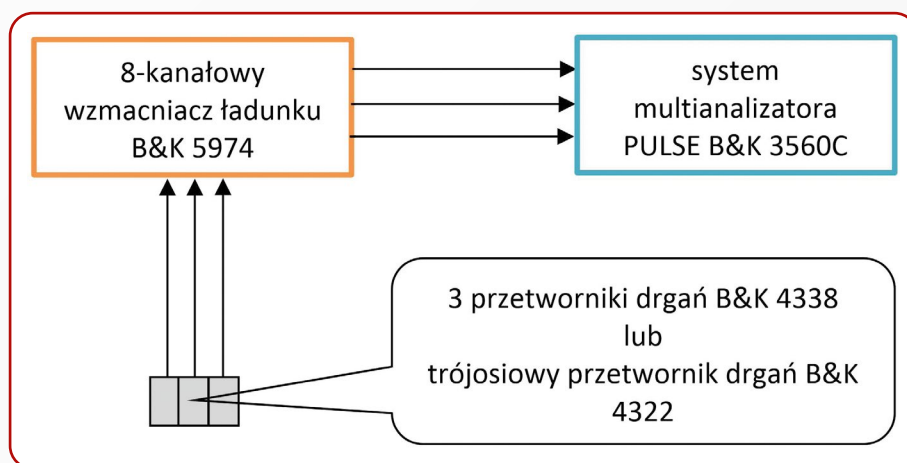 8-kanałowy
wzmacniacz ładunku
B&K 5974
system
multianalizatora
PULSE B&K 3560C
3 przetworniki drgań B&K 4338
lub
trójosiowy przetwornik drgań B&K
4322